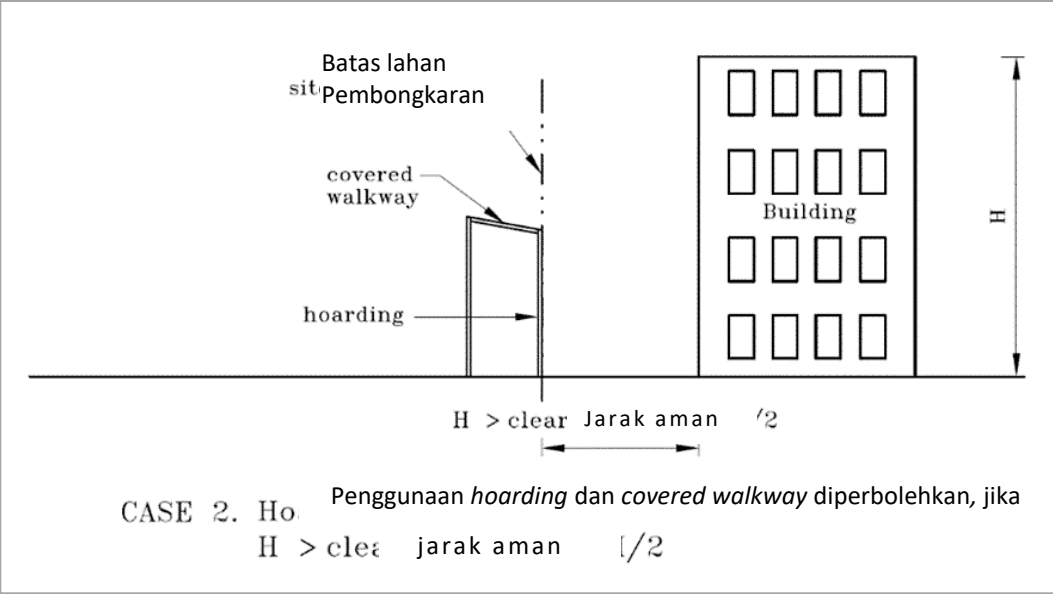 Batas lahan
sit Pembongkaran
covered
walkway
Building
H
hoarding
H > clear Jarak aman /2
Penggunaan hoarding dan covered walkway diperbolehkan, jika
CASE 2. Ho
H > clea jarak aman /2